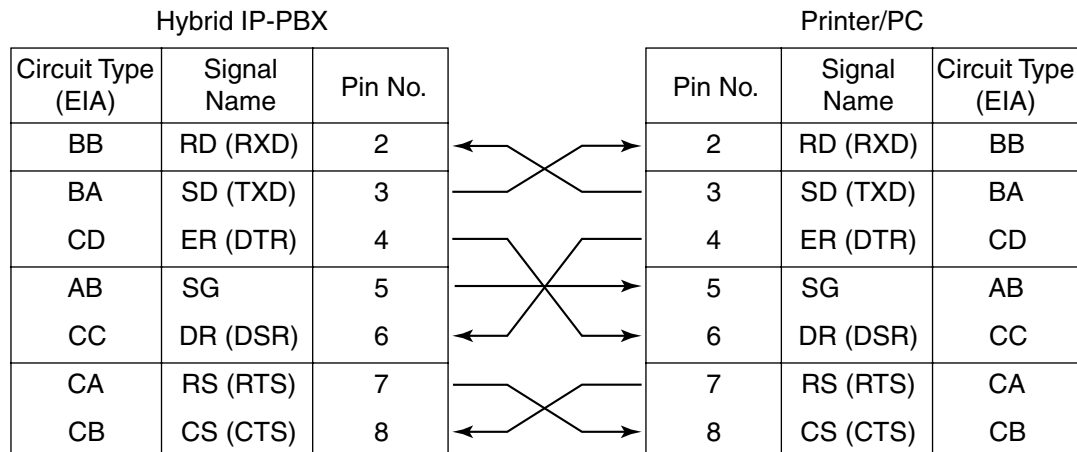 Hybrid IP-PBX Printer/PC
Circuit Type (EIA) Signal Name Pin No. Pin No. Signal Name Circuit Type (EIA)
BB RD (RXD) 2 2 RD (RXD) BB
BA SD (TXD) 3 3 SD (TXD) BA
CD ER (DTR) 4 4 ER (DTR) CD
AB SG 5 5 SG AB
CC DR (DSR) 6 6 DR (DSR) CC
CA RS (RTS) 7 7 RS (RTS) CA
CB CS (CTS) 8 8 CS (CTS) CB